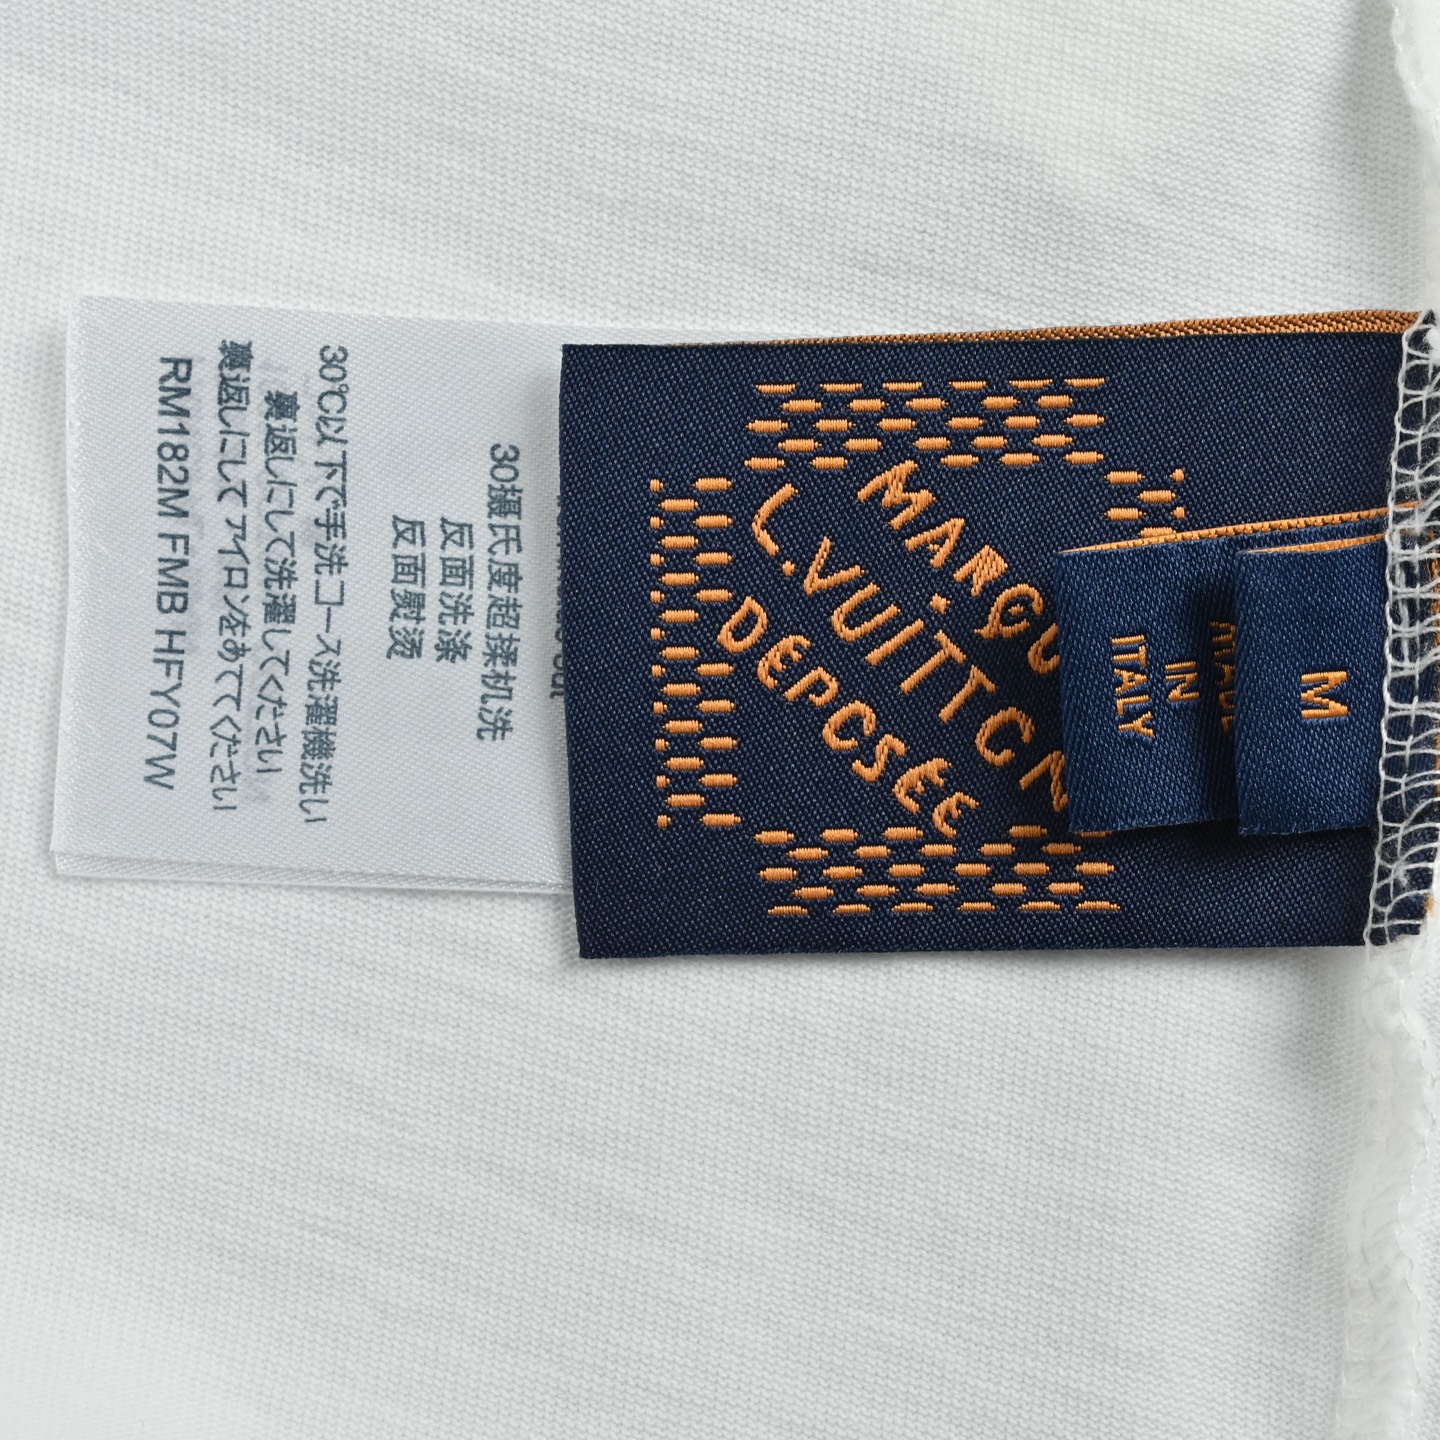 M
MADE
IN
ITALY
MARQU
L.VUITTON
DEPOSÉE
30摄氏度超揉机洗
反面洗涤
反面熨烫
30℃以下で手洗コース洗濯機洗い
裏返しにして洗濯してください
裏返しにしてアイロンをあててください
RM182M FMB HFY07W